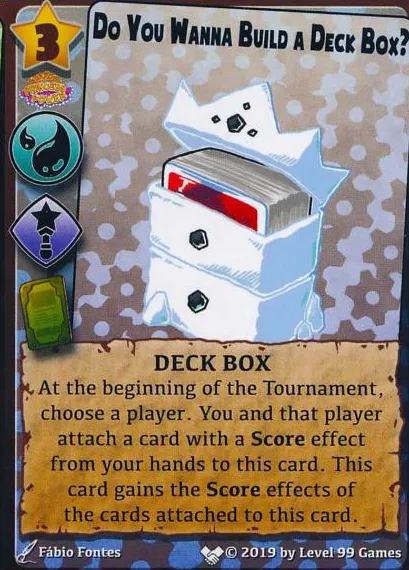 3
DO YOU WANNA BUILD A DECK BOX?
DECK BOX
At the beginning of the Tournament,
choose a player. You and that player
attach a card with a Score effect
from your hands to this card. This
card gains the Score effects of
the cards attached to this card.
Fábio Fontes
© 2019 by Level 99 Games